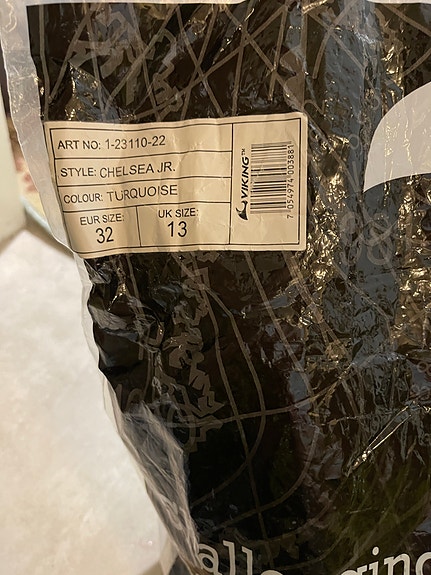 ART NO: 1-23110-22
STYLE: CHELSEA JR.
COLOUR: TURQUOISE
EUR SIZE:
32
UK SIZE:
13
VIKING™
7 054974 003881